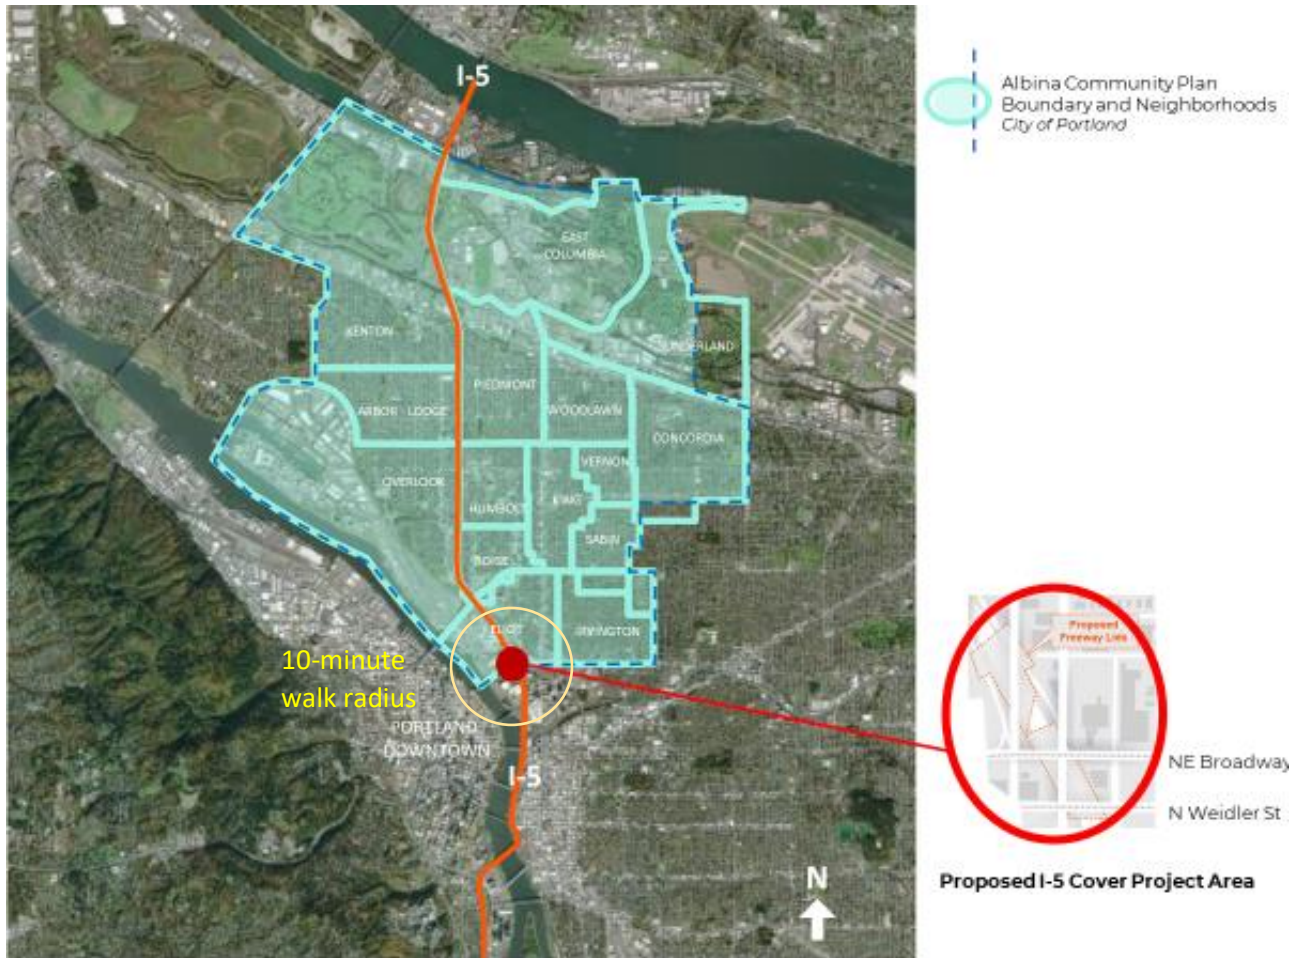 I-5
Albina Community Plan
Boundary and Neighborhoods
City of Portland
EAST
COLUMBIA
KENTON
SUNDERLAND
PIEDMONT
ARBOR LODGE
WOODLAWN
CONCORDIA
VERNON
OVERLOOK
KING
HUMBOLT
SABIN
BOISE
ELIOT
IRVINGTON
10-minute
walk radius
PORTLAND
DOWNTOWN
I-5
Proposed
Freeway Lids
NE Broadway
N Weidler St
N
Proposed I-5 Cover Project Area